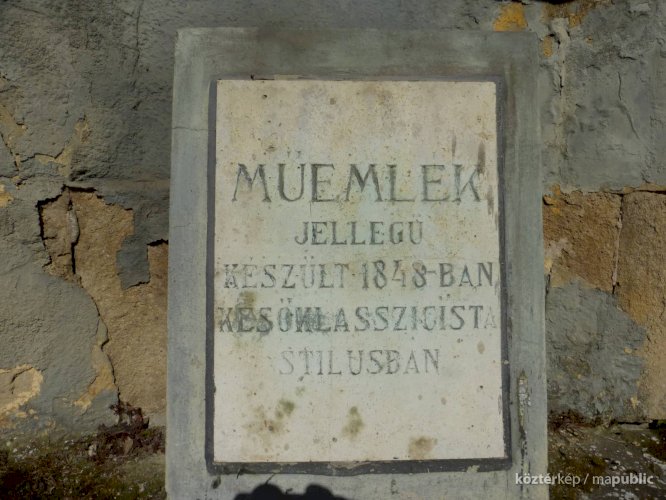 MŰEMLÉK
JELLEGŰ
KÉSZÜLT 1848-BAN
KÉSŐKLASSZICISTA
STÍLUSBAN
köztérkép / mapublic